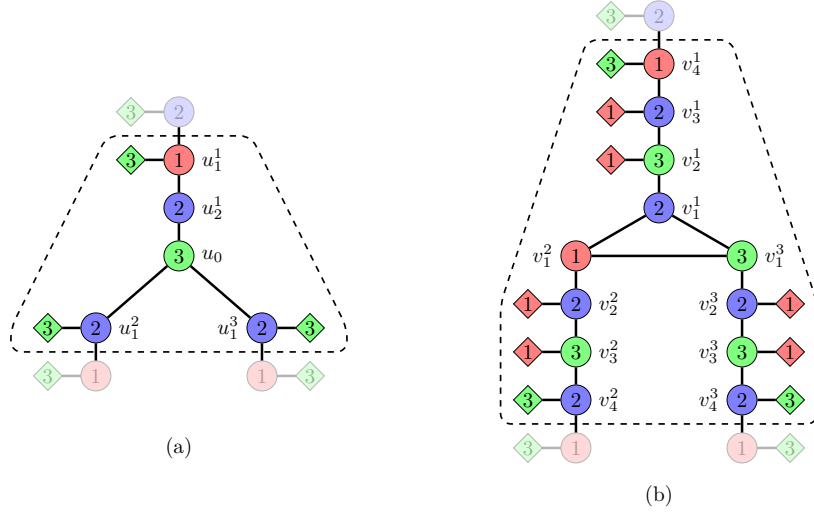 3 2
3 1 v_4^1
1 2 v_3^1
3 2
1 3 v_2^1
3 1 u_1^1
2 u_2^1
2 v_1^1
3 u_0
v_1^2 1 3 v_1^3
1 2 v_2^2 v_2^3 2 1
3 2 u_1^2 u_1^3 2 3
1 3 v_3^2 v_3^3 3 1
3 1 1 3
3 2 v_4^2 v_4^3 2 3
(a)
3 1 1 3
(b)